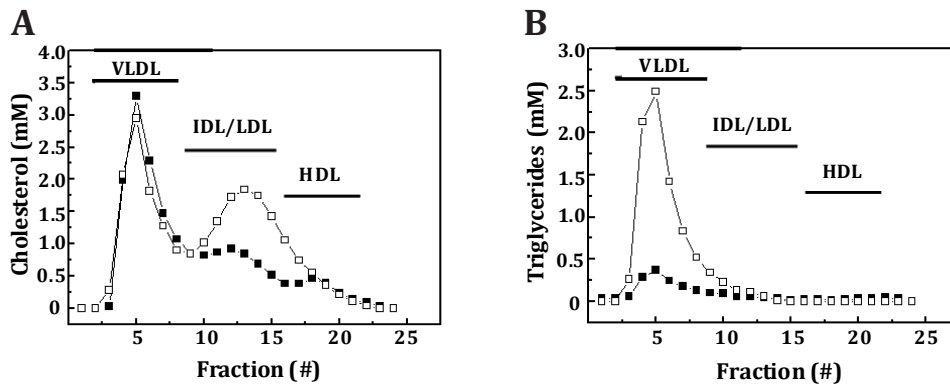 A
Cholesterol (mM)
4.0
3.5
3.0
2.5
2.0
1.5
1.0
0.5
0
VLDL
IDL/LDL
HDL
5
10
15
20
25
Fraction (#)
B
Triglycerides (mM)
3.0
2.5
2.0
1.5
1.0
0.5
0.0
VLDL
IDL/LDL
HDL
5
10
15
20
25
Fraction (#)